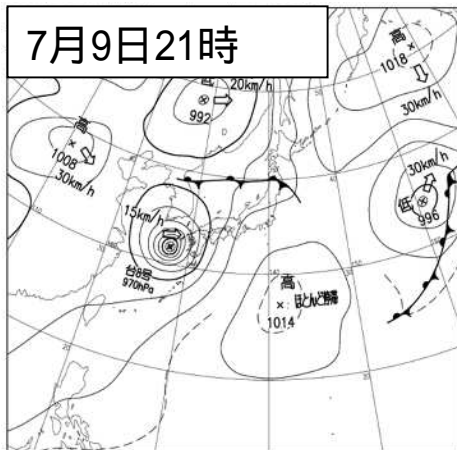 7月9日21時
高
1018
30km/h
低
20km/h
992
高
1008
30km/h
30km/h
低
996
15km/h
台8号
970hPa
高
ほとんど停滞
1014